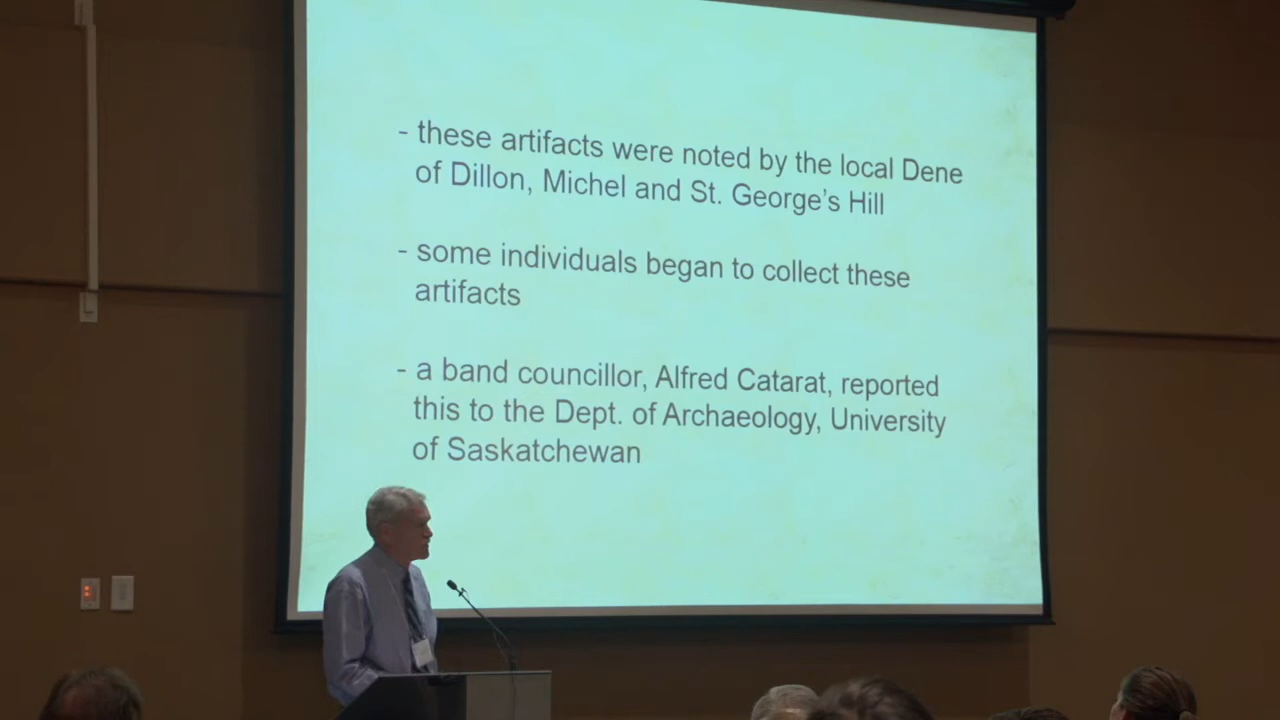 - these artifacts were noted by the local Dene
of Dillon, Michel and St. George's Hill
- some individuals began to collect these
artifacts
- a band councillor, Alfred Catarat, reported
this to the Dept. of Archaeology, University
of Saskatchewan